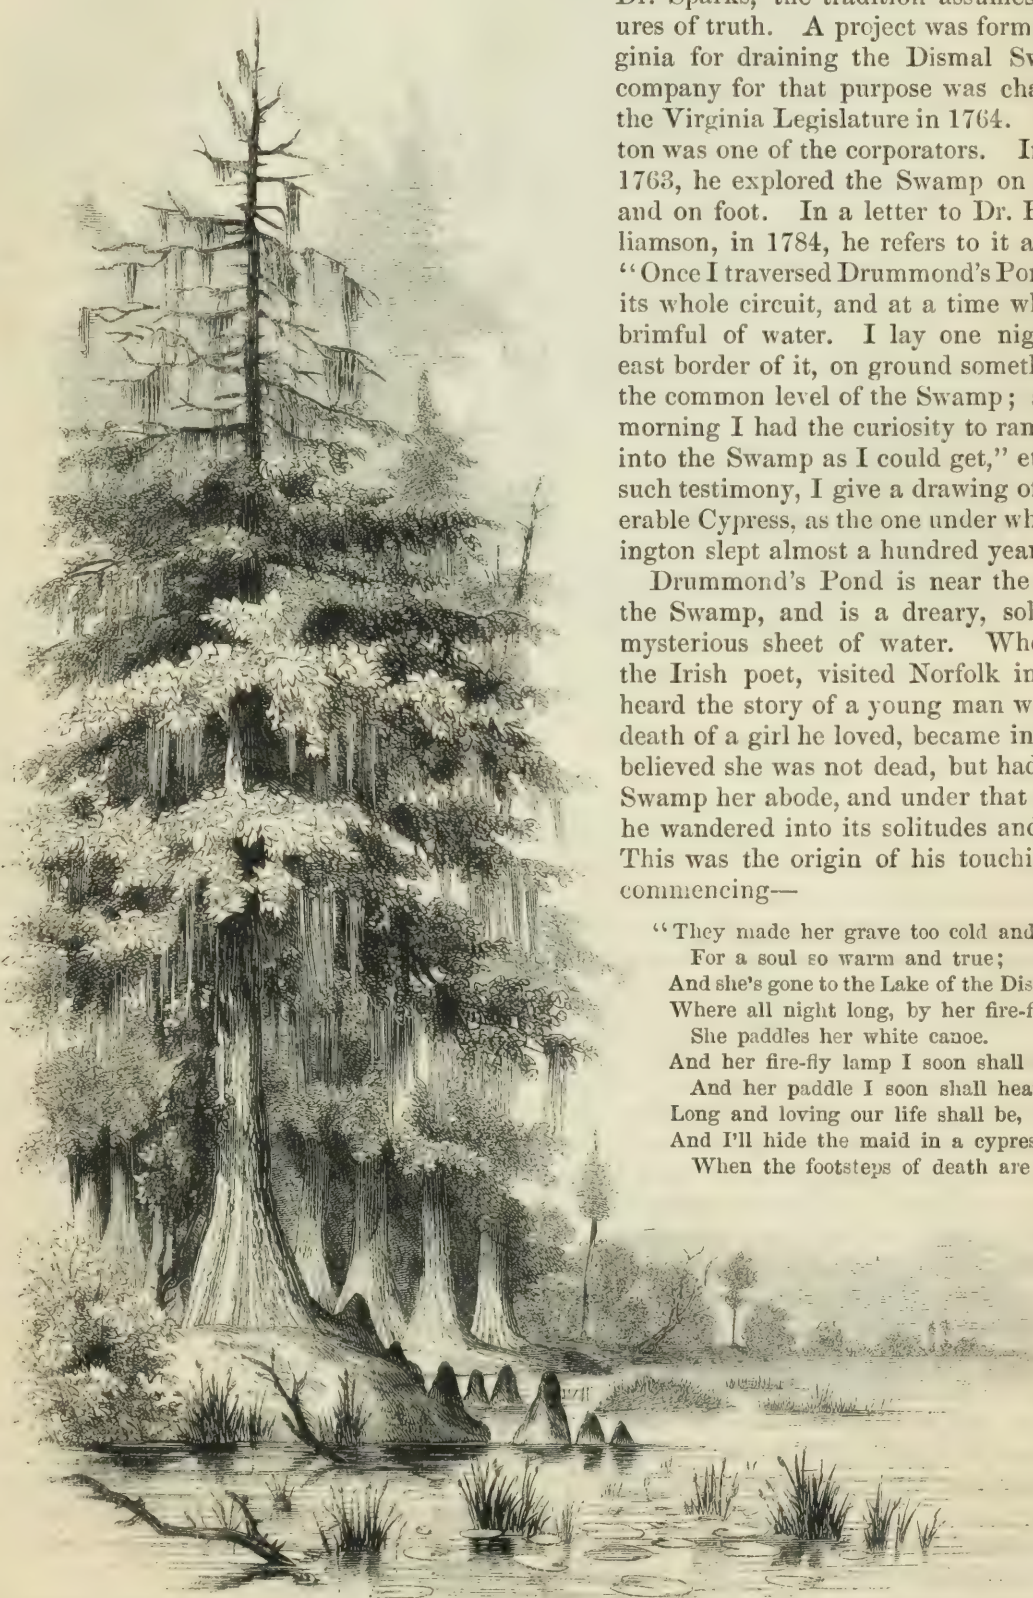 Dr. Sparks, the tradition assumes
ures of truth. A project was form
ginia for draining the Dismal Sw
company for that purpose was cha
the Virginia Legislature in 1764.
ton was one of the corporators. I
1763, he explored the Swamp on
and on foot. In a letter to Dr. H
liamson, in 1784, he refers to it a
“Once I traversed Drummond's Pon
its whole circuit, and at a time wh
brimful of water. I lay one nig
east border of it, on ground someth
the common level of the Swamp;
morning I had the curiosity to ram
into the Swamp as I could get,” et
such testimony, I give a drawing o
erable Cypress, as the one under wh
ington slept almost a hundred year
Drummond's Pond is near the
the Swamp, and is a dreary, sol
mysterious sheet of water. Whe
the Irish poet, visited Norfolk in
heard the story of a young man w
death of a girl he loved, became in
believed she was not dead, but had
Swamp her abode, and under that
he wandered into its solitudes and
This was the origin of his touchi
commencing—
“They made her grave too cold and
For a soul so warm and true;
And she's gone to the Lake of the Dis
Where all night long, by her fire-f
She paddles her white canoe.
And her fire-fly lamp I soon shall
And her paddle I soon shall hea
Long and loving our life shall be,
And I'll hide the maid in a cypres
When the footsteps of death are